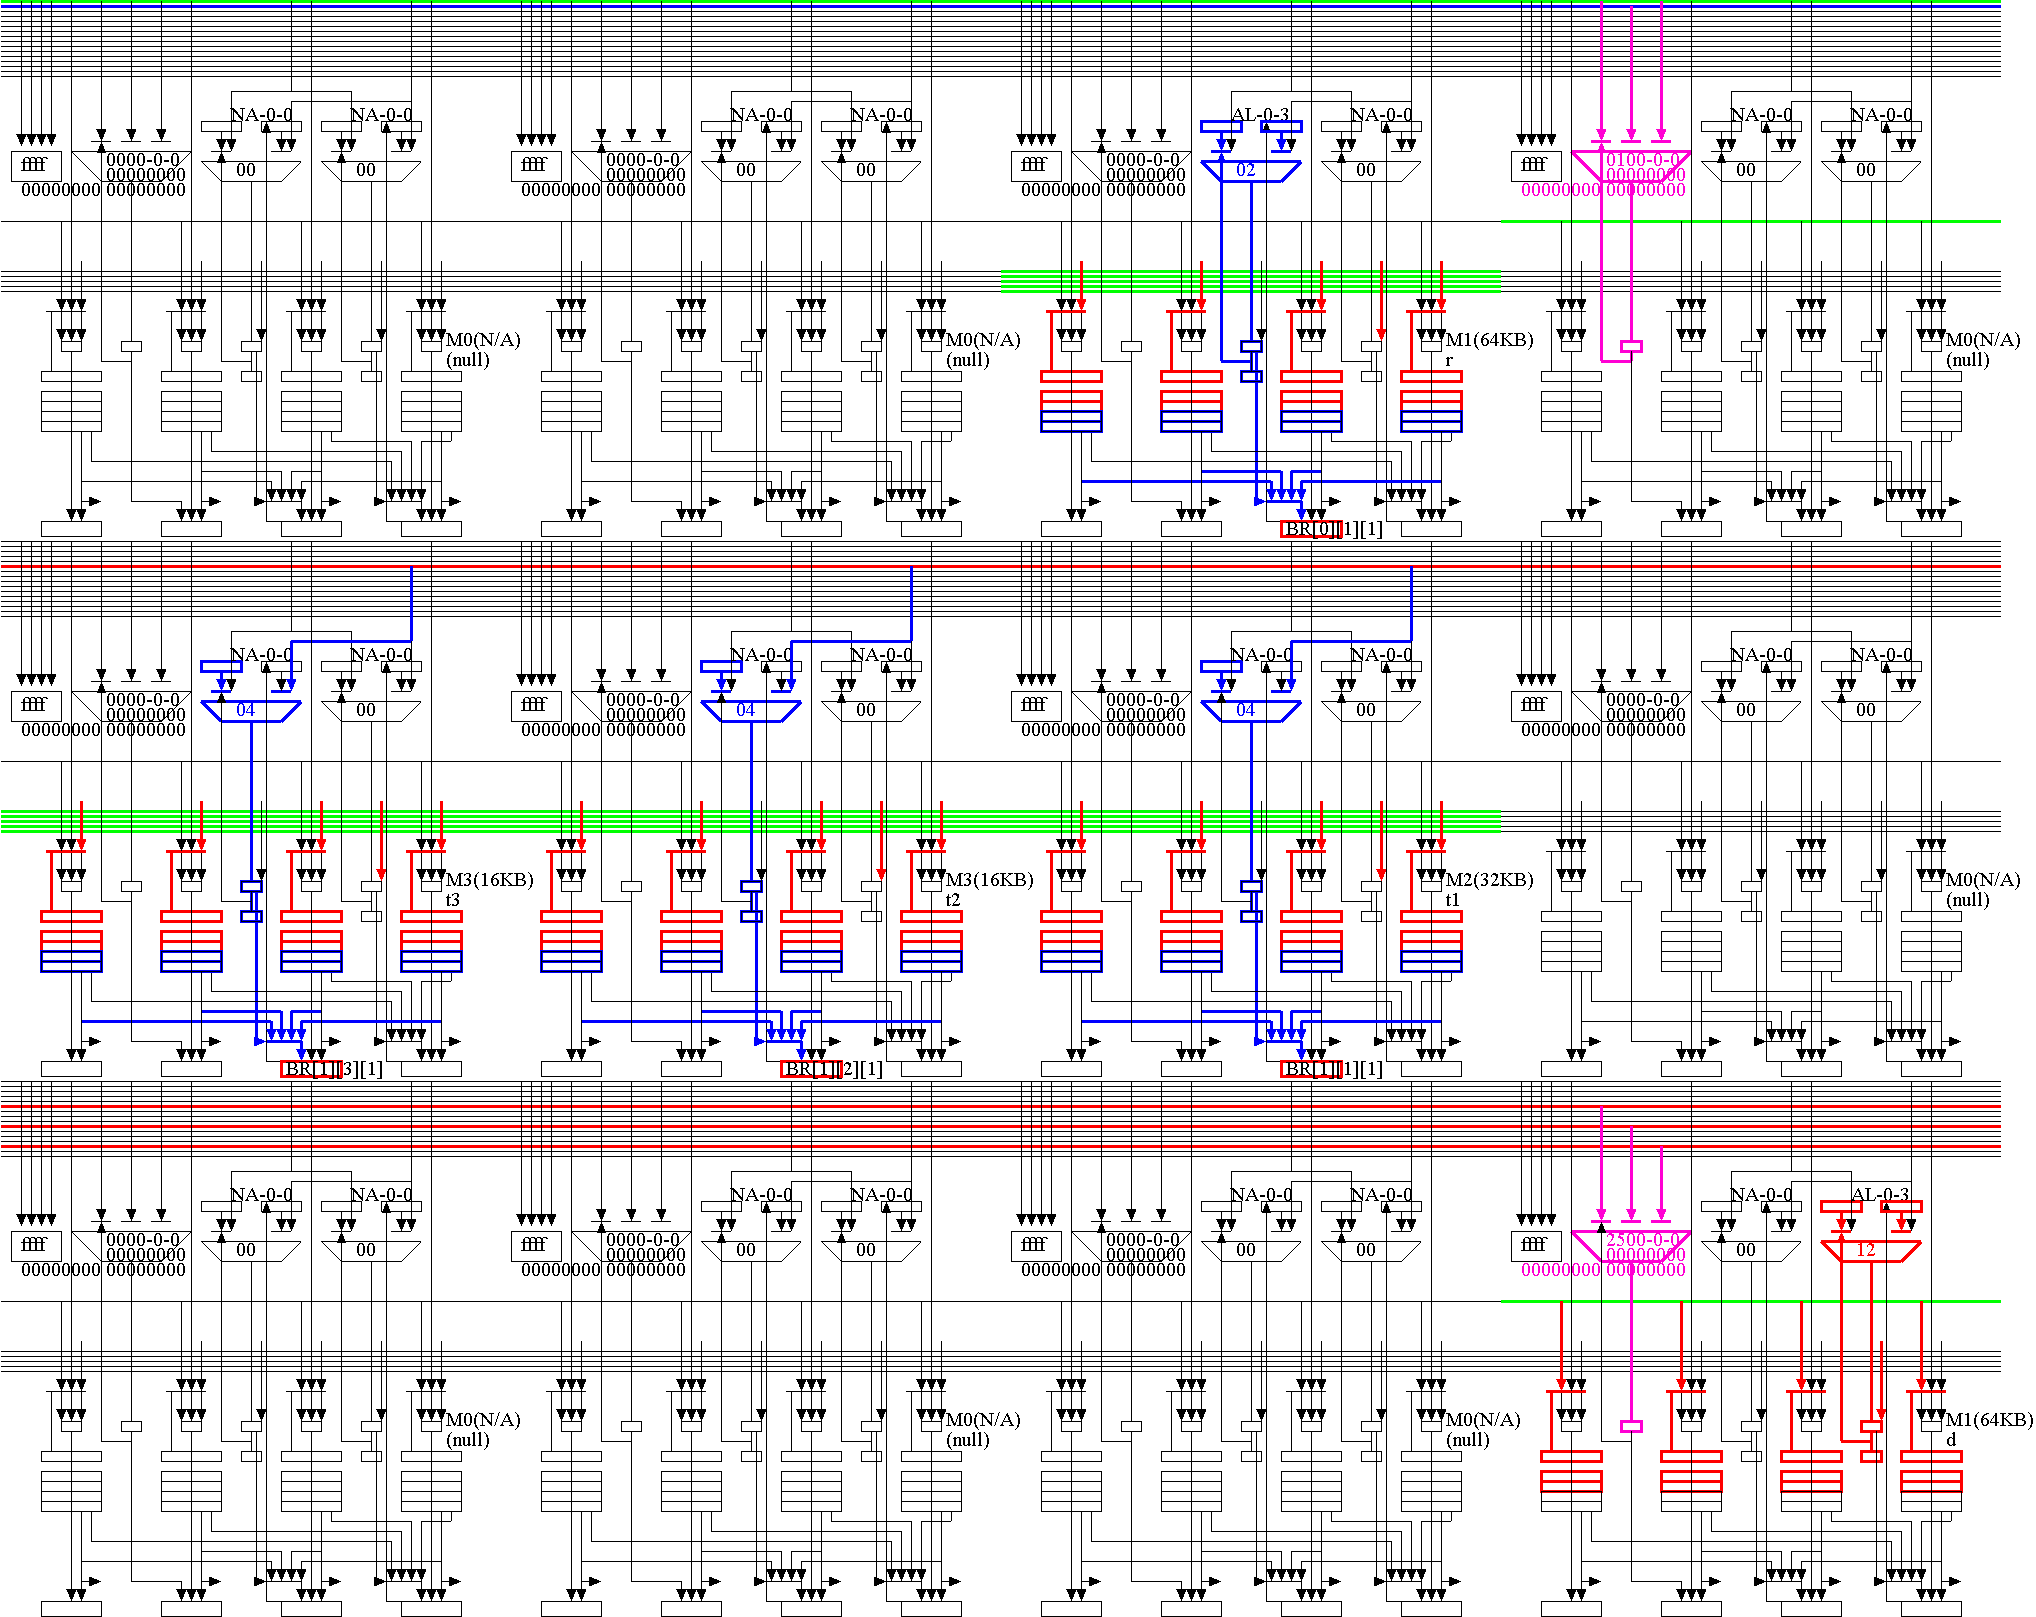 NA-0-0 NA-0-0 NA-0-0 NA-0-0 AL-0-3 NA-0-0 NA-0-0 NA-0-0
ffff 0000-0-0 00 00 ffff 0000-0-0 00 00 ffff 0000-0-0 02 00 ffff 0100-0-0 00 00
00000000 00000000 00000000 00000000
00000000 00000000 00000000 00000000 00000000 00000000 00000000 00000000
M0(N/A) M0(N/A) M1(64KB) M0(N/A)
(null) (null) r (null)
BR[0][1][1]
NA-0-0 NA-0-0 NA-0-0 NA-0-0 NA-0-0 NA-0-0 NA-0-0 NA-0-0
ffff 0000-0-0 04 00 ffff 0000-0-0 04 00 ffff 0000-0-0 04 00 ffff 0000-0-0 00 00
00000000 00000000 00000000 00000000
00000000 00000000 00000000 00000000 00000000 00000000 00000000 00000000
M3(16KB) M3(16KB) M2(32KB) M0(N/A)
t3 t2 t1 (null)
BR[1][3][1] BR[1][2][1] BR[1][1][1]
NA-0-0 NA-0-0 NA-0-0 NA-0-0 NA-0-0 NA-0-0 NA-0-0 AL-0-3
ffff 0000-0-0 00 00 ffff 0000-0-0 00 00 ffff 0000-0-0 00 00 ffff 2500-0-0 00 12
00000000 00000000 00000000 00000000
00000000 00000000 00000000 00000000 00000000 00000000 00000000 00000000
M0(N/A) M0(N/A) M0(N/A) M1(64KB)
(null) (null) (null) d